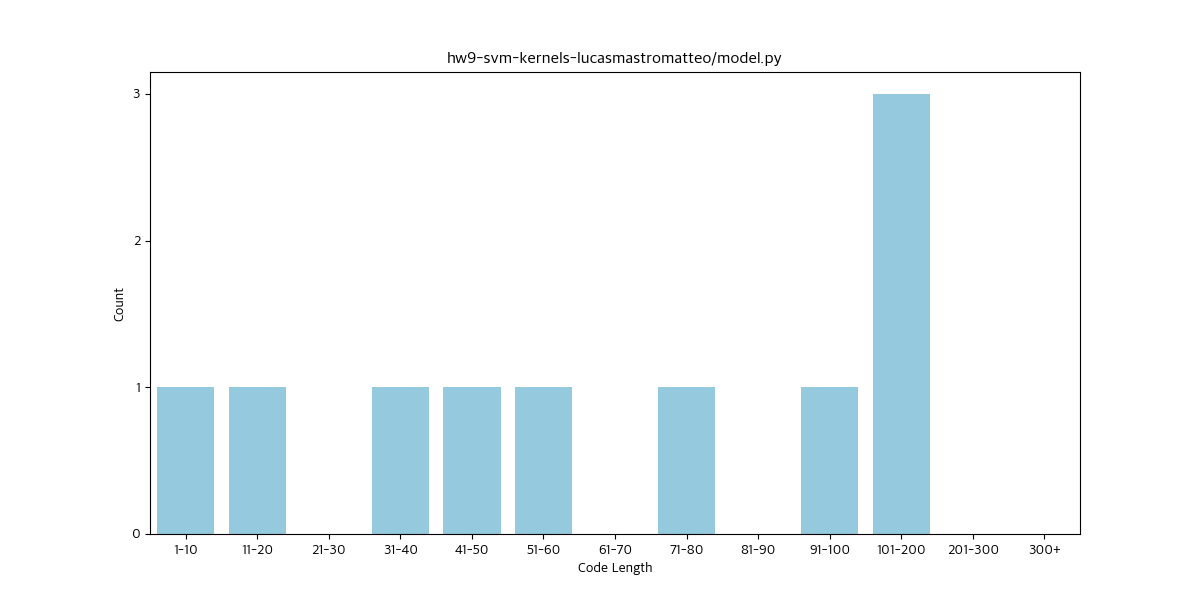 hw9-svm-kernels-lucasmastromatteo/model.py
3
2
1
0
Count
1-10 11-20 21-30 31-40 41-50 51-60 61-70 71-80 81-90 91-100 101-200 201-300 300+
Code Length